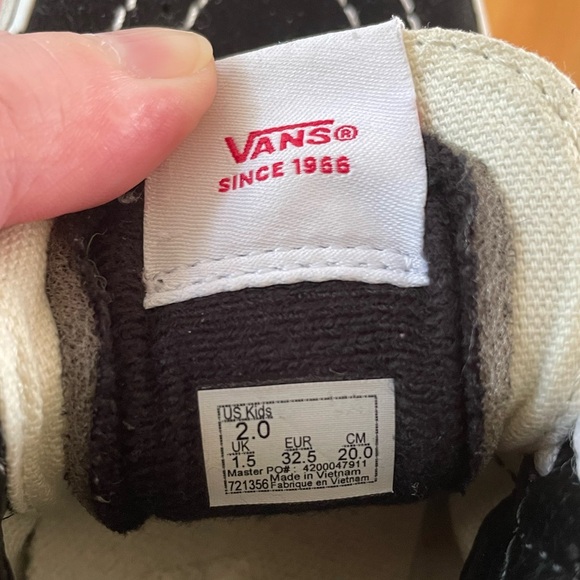 VANS®
SINCE 1966
US Kids
2.0
UK EUR CM
1.5 32.5 20.0
Master PO# : 4200047911
Made in Vietnam
721356 Fabrique en Vietnam